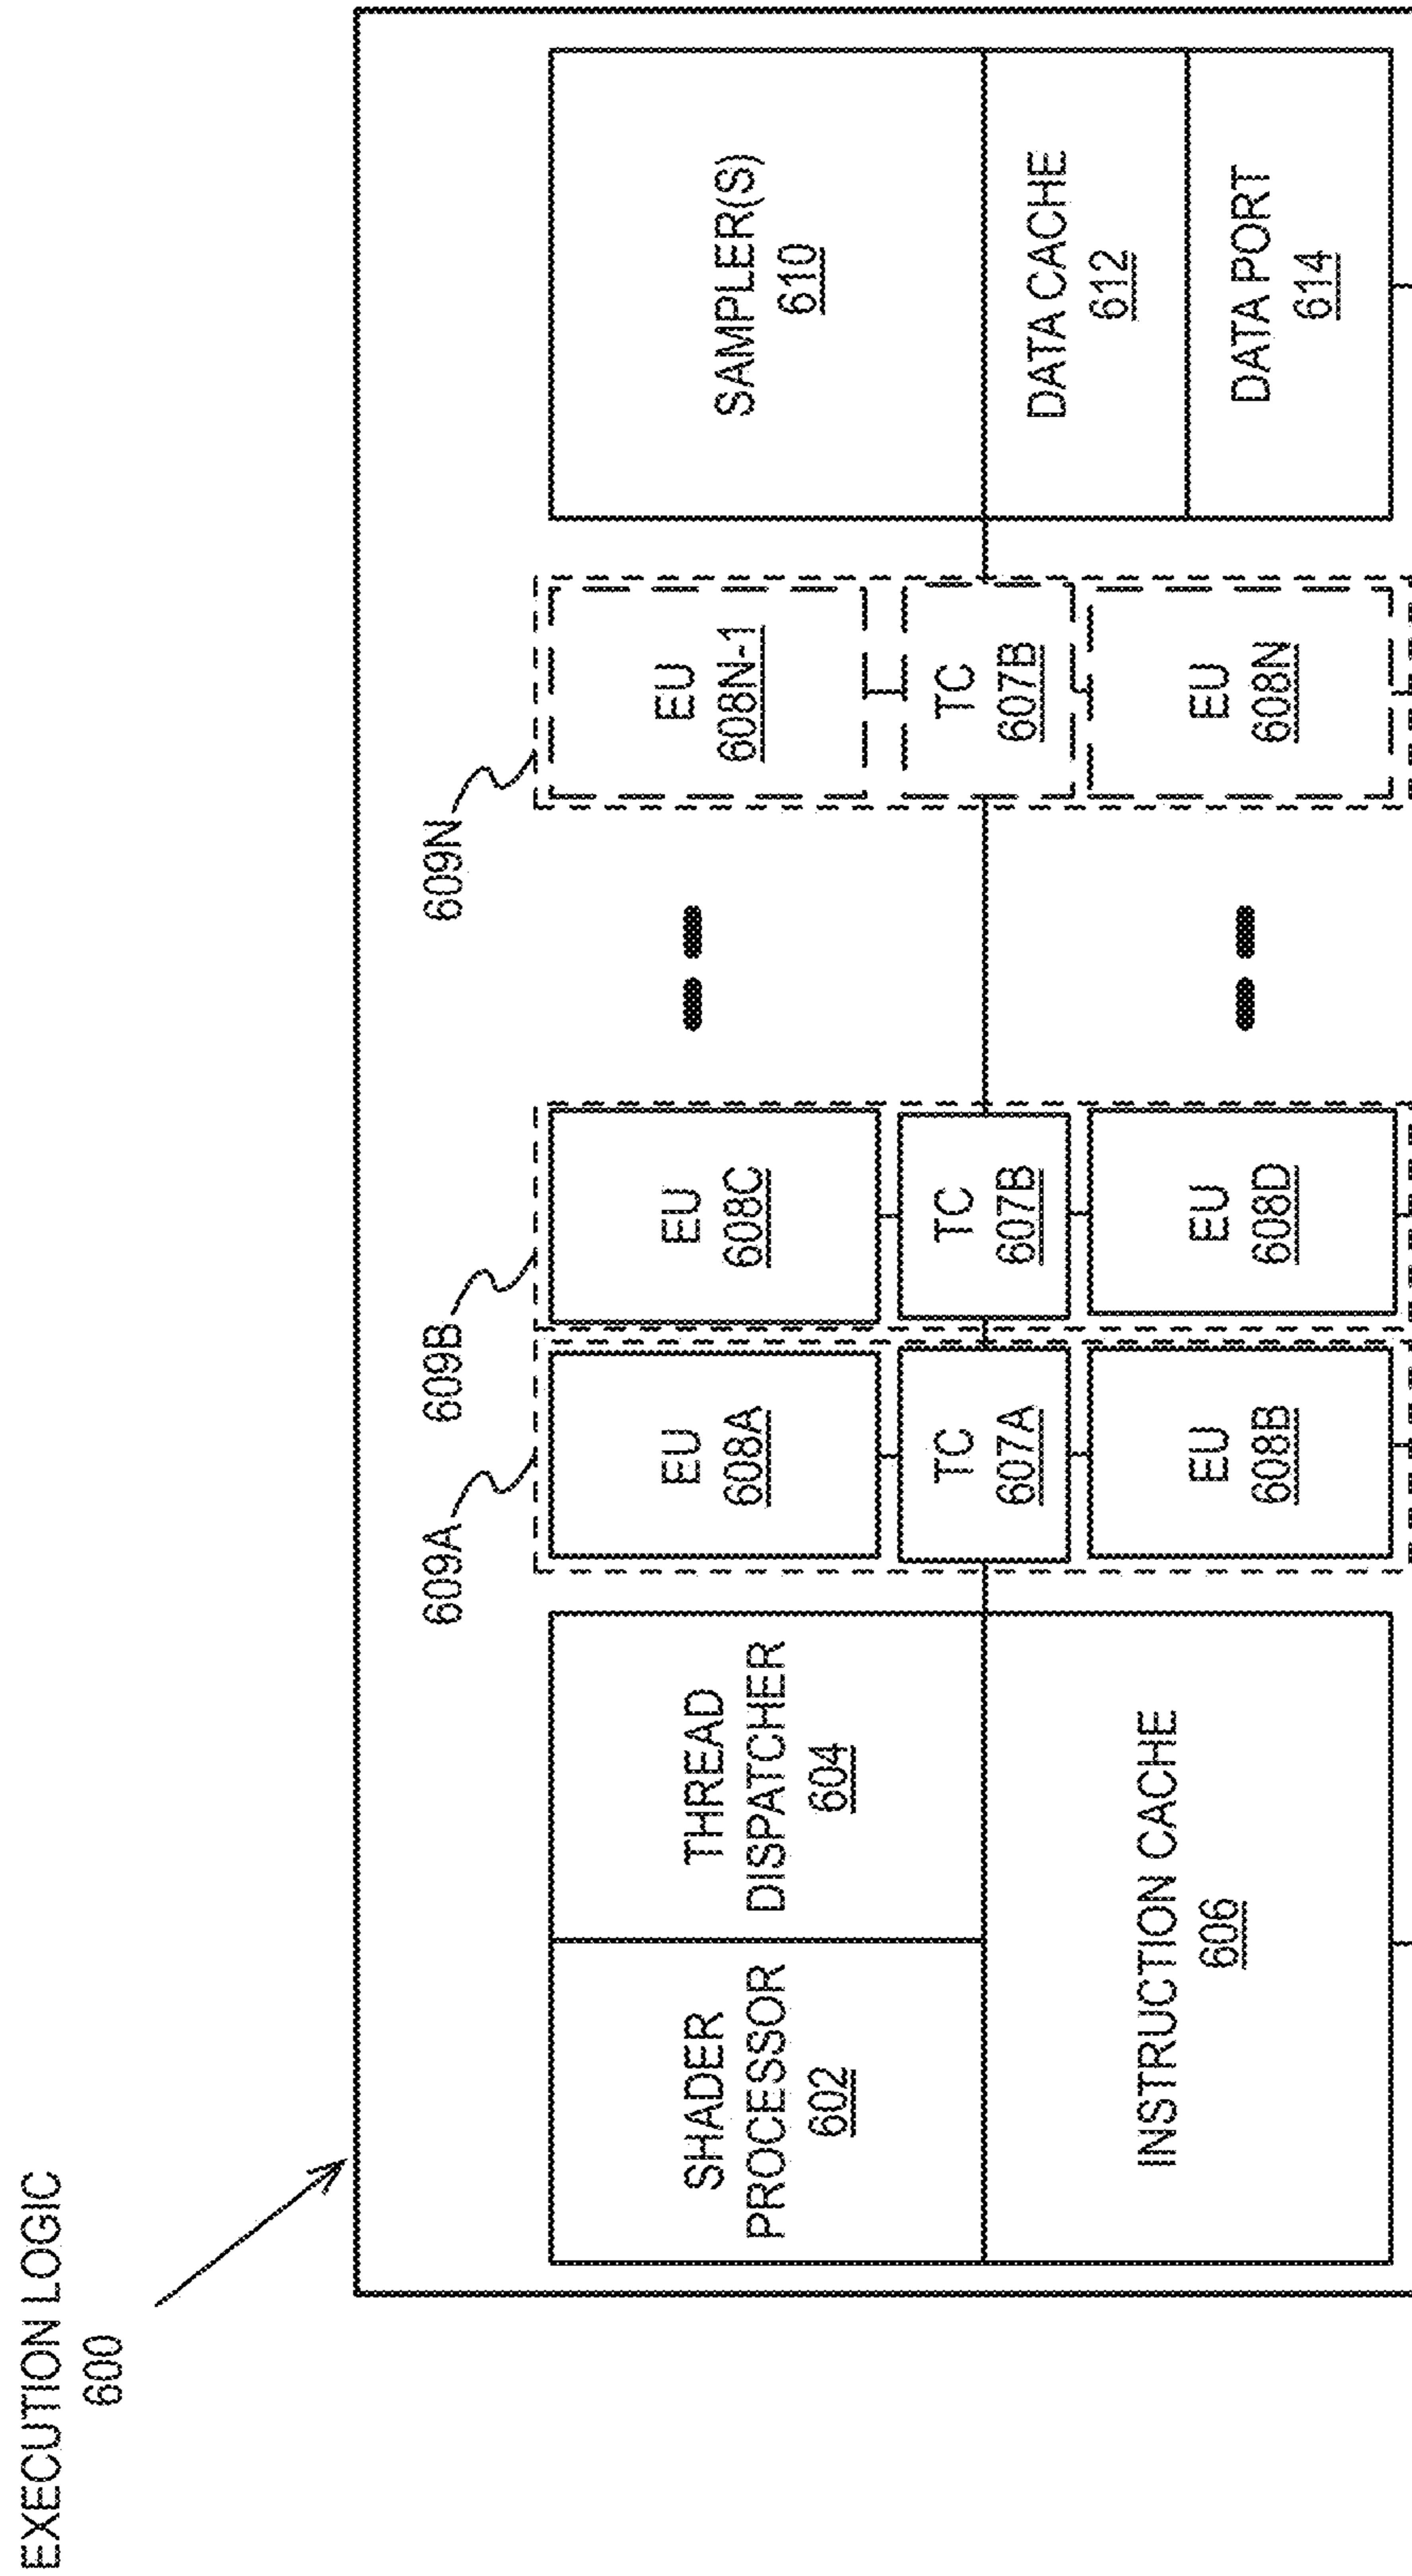 EXECUTION LOGIC
600
609A
609B
609N
SHADER
PROCESSOR
602
THREAD
DISPATCHER
604
INSTRUCTION CACHE
606
EU
608A
TC
607A
EU
608B
EU
608C
TC
607B
EU
608D
EU
608N-1
TC
607B
EU
608N
SAMPLER(S)
610
DATA CACHE
612
DATA PORT
614